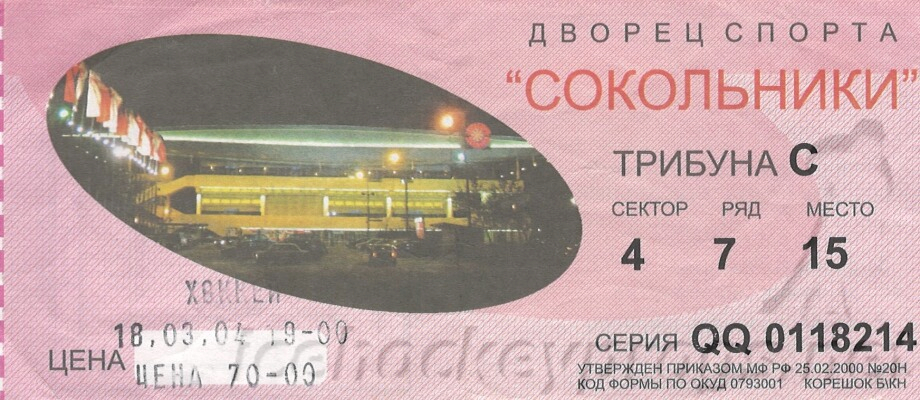 ДВОРЕЦ СПОРТА
“СОКОЛЬНИКИ”
ТРИБУНА С
СЕКТОР РЯД МЕСТО
4 7 15
ХОККЕЙ
18.03.04 19-00
ЦЕНА
ЦЕНА 70-00
СЕРИЯ QQ 0118214
УТВЕРЖДЕН ПРИКАЗОМ МФ РФ 25.02.2000 №20Н
КОД ФОРМЫ ПО ОКУД 0793001 КОРЕШОК Б\КН